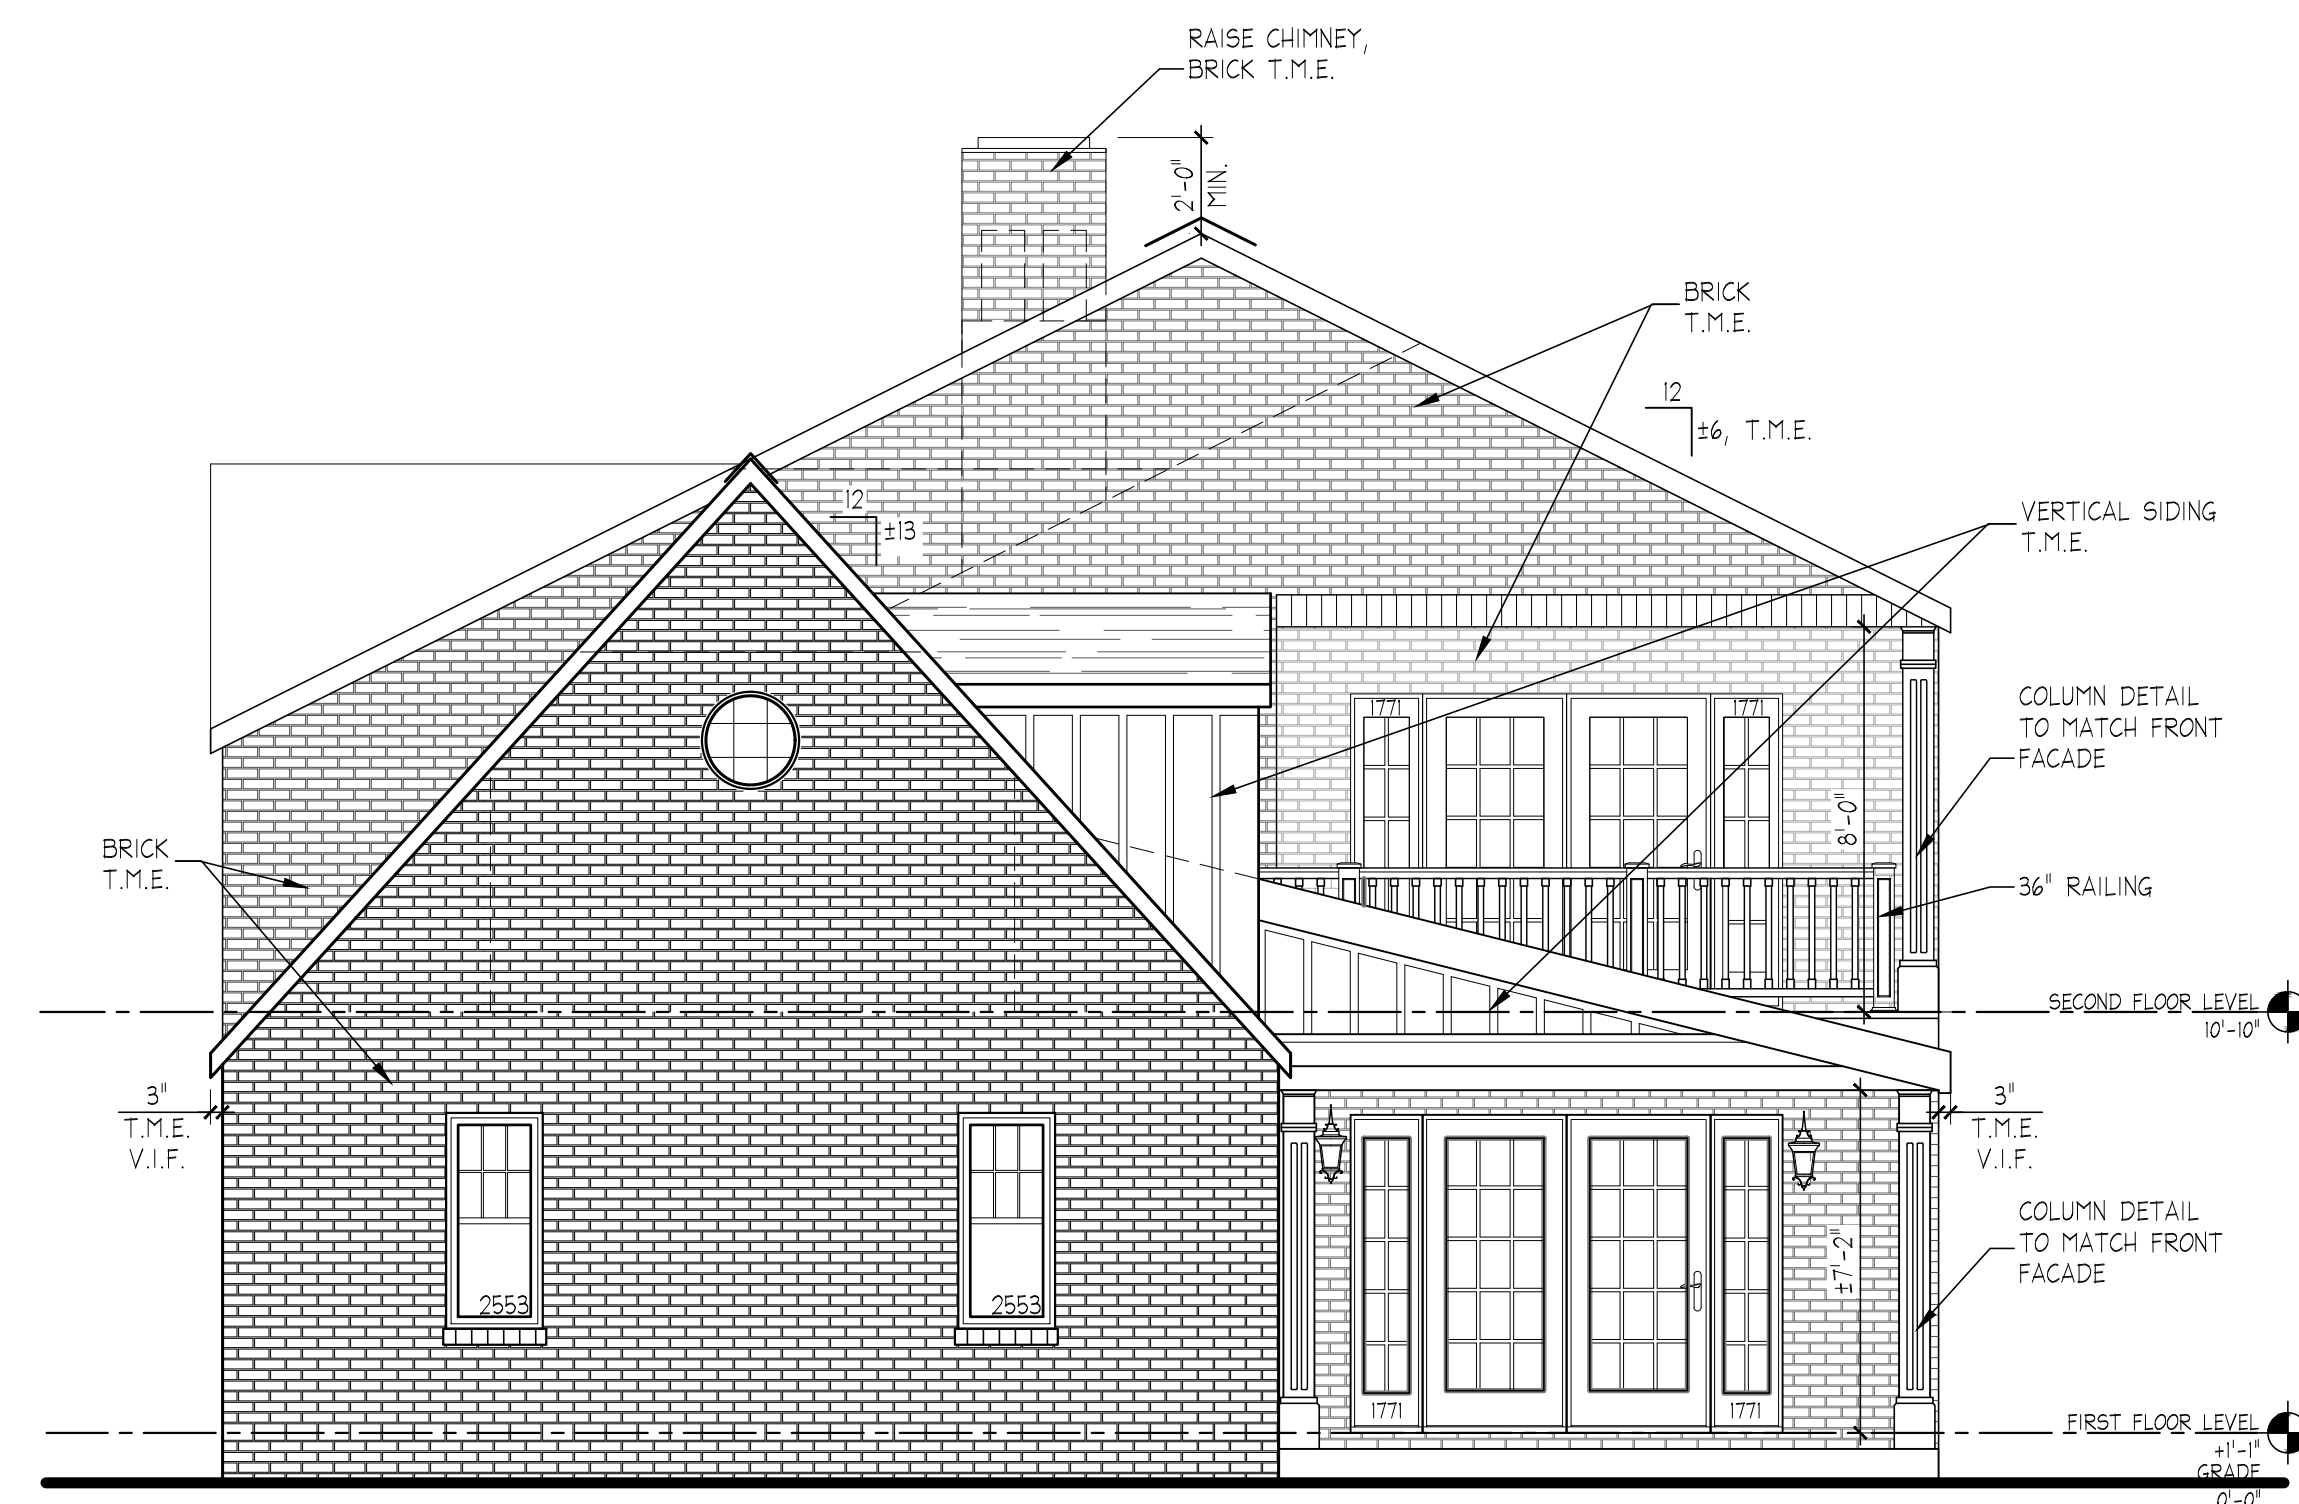 RAISE CHIMNEY,
BRICK T.M.E.
2'-0"
MIN.
BRICK
T.M.E.
12
±6, T.M.E.
12
±13
VERTICAL SIDING
T.M.E.
1771
1771
COLUMN DETAIL
TO MATCH FRONT
FACADE
8'-0"
BRICK
T.M.E.
36" RAILING
SECOND FLOOR LEVEL
10'-10"
3"
T.M.E.
V.I.F.
3"
T.M.E.
V.I.F.
COLUMN DETAIL
TO MATCH FRONT
FACADE
±7'-2"
2553
2553
1771
1771
FIRST FLOOR LEVEL
+1'-1"
GRADE
0'-0"